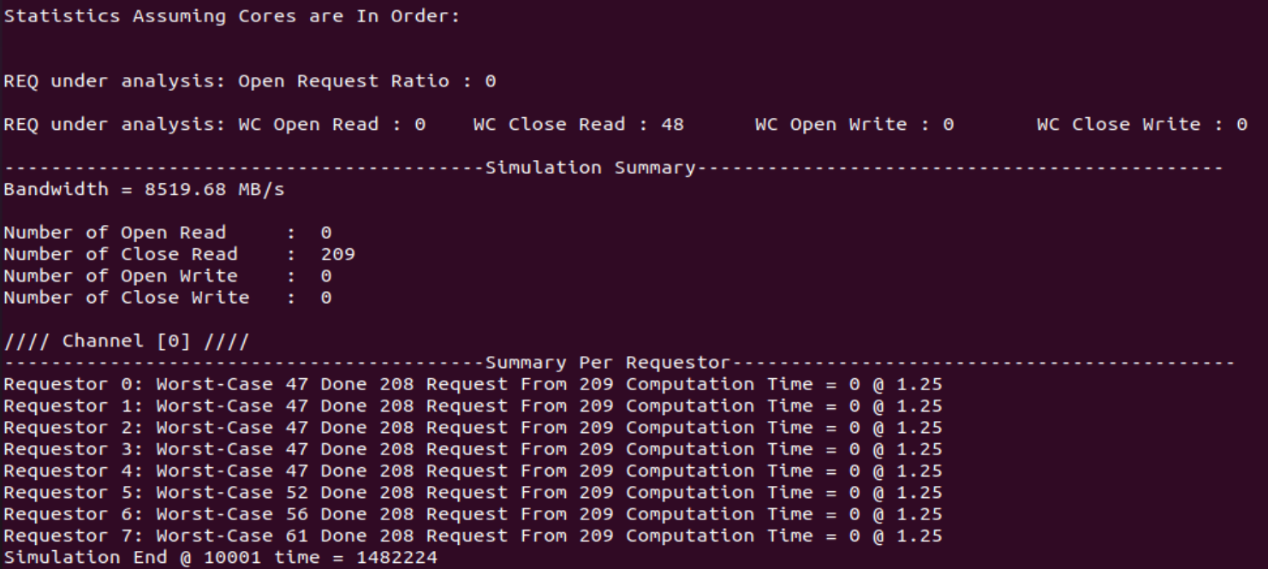 Statistics Assuming Cores are In Order:
REQ under analysis: Open Request Ratio : 0
REQ under analysis: WC Open Read : 0    WC Close Read : 48      WC Open Write : 0       WC Close Write : 0
-----------------------------------------Simulation Summary---------------------------------------------
Bandwidth = 8519.68 MB/s
Number of Open Read     :  0
Number of Close Read    :  209
Number of Open Write    :  0
Number of Close Write   :  0
//// Channel [0] ////
-----------------------------------------Summary Per Requestor-------------------------------------------
Requestor 0: Worst-Case 47 Done 208 Request From 209 Computation Time = 0 @ 1.25
Requestor 1: Worst-Case 47 Done 208 Request From 209 Computation Time = 0 @ 1.25
Requestor 2: Worst-Case 47 Done 208 Request From 209 Computation Time = 0 @ 1.25
Requestor 3: Worst-Case 47 Done 208 Request From 209 Computation Time = 0 @ 1.25
Requestor 4: Worst-Case 47 Done 208 Request From 209 Computation Time = 0 @ 1.25
Requestor 5: Worst-Case 52 Done 208 Request From 209 Computation Time = 0 @ 1.25
Requestor 6: Worst-Case 56 Done 208 Request From 209 Computation Time = 0 @ 1.25
Requestor 7: Worst-Case 61 Done 208 Request From 209 Computation Time = 0 @ 1.25
Simulation End @ 10001 time = 1482224